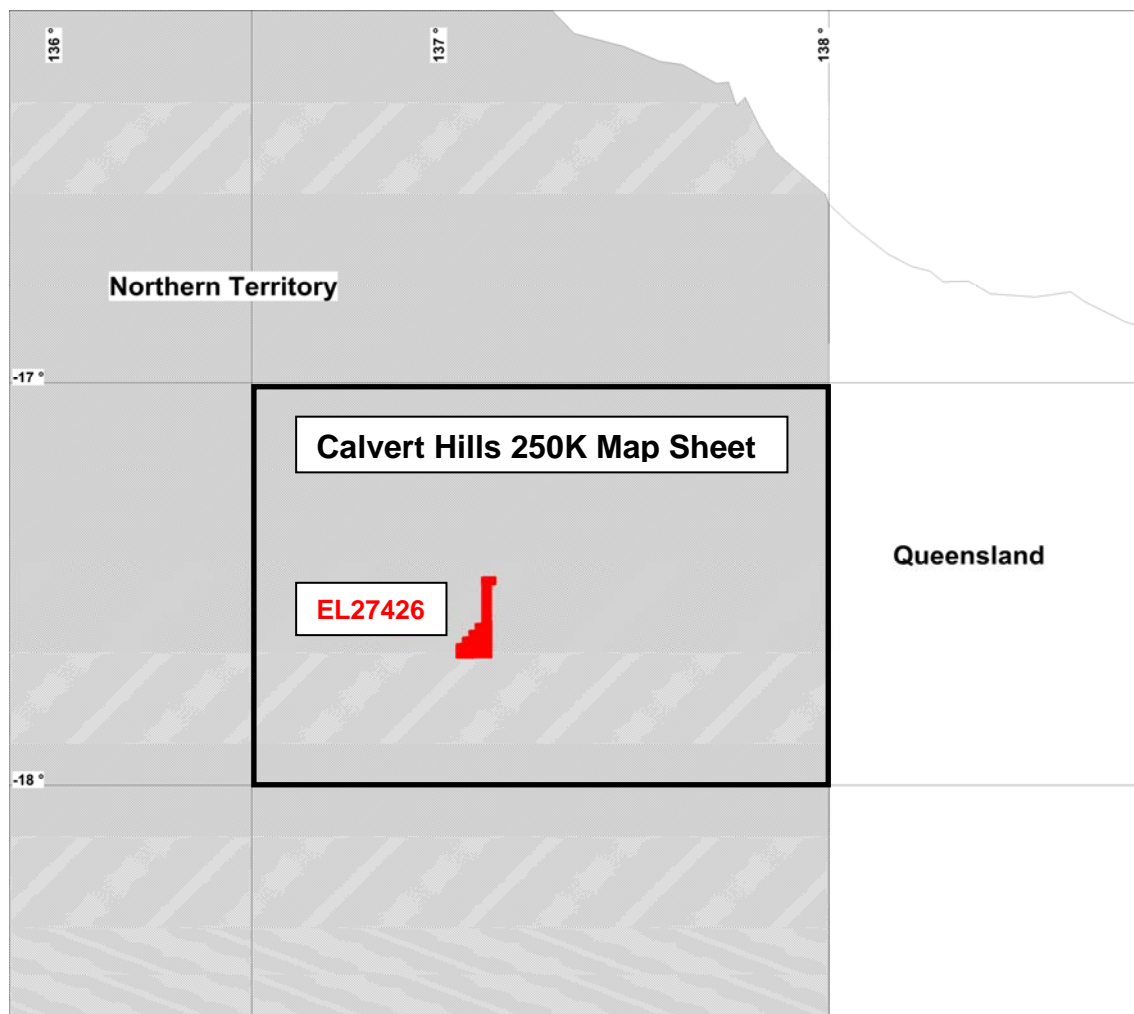 136 °
137 °
138 °
Northern Territory
-17 °
Calvert Hills 250K Map Sheet
Queensland
EL27426
-18 °